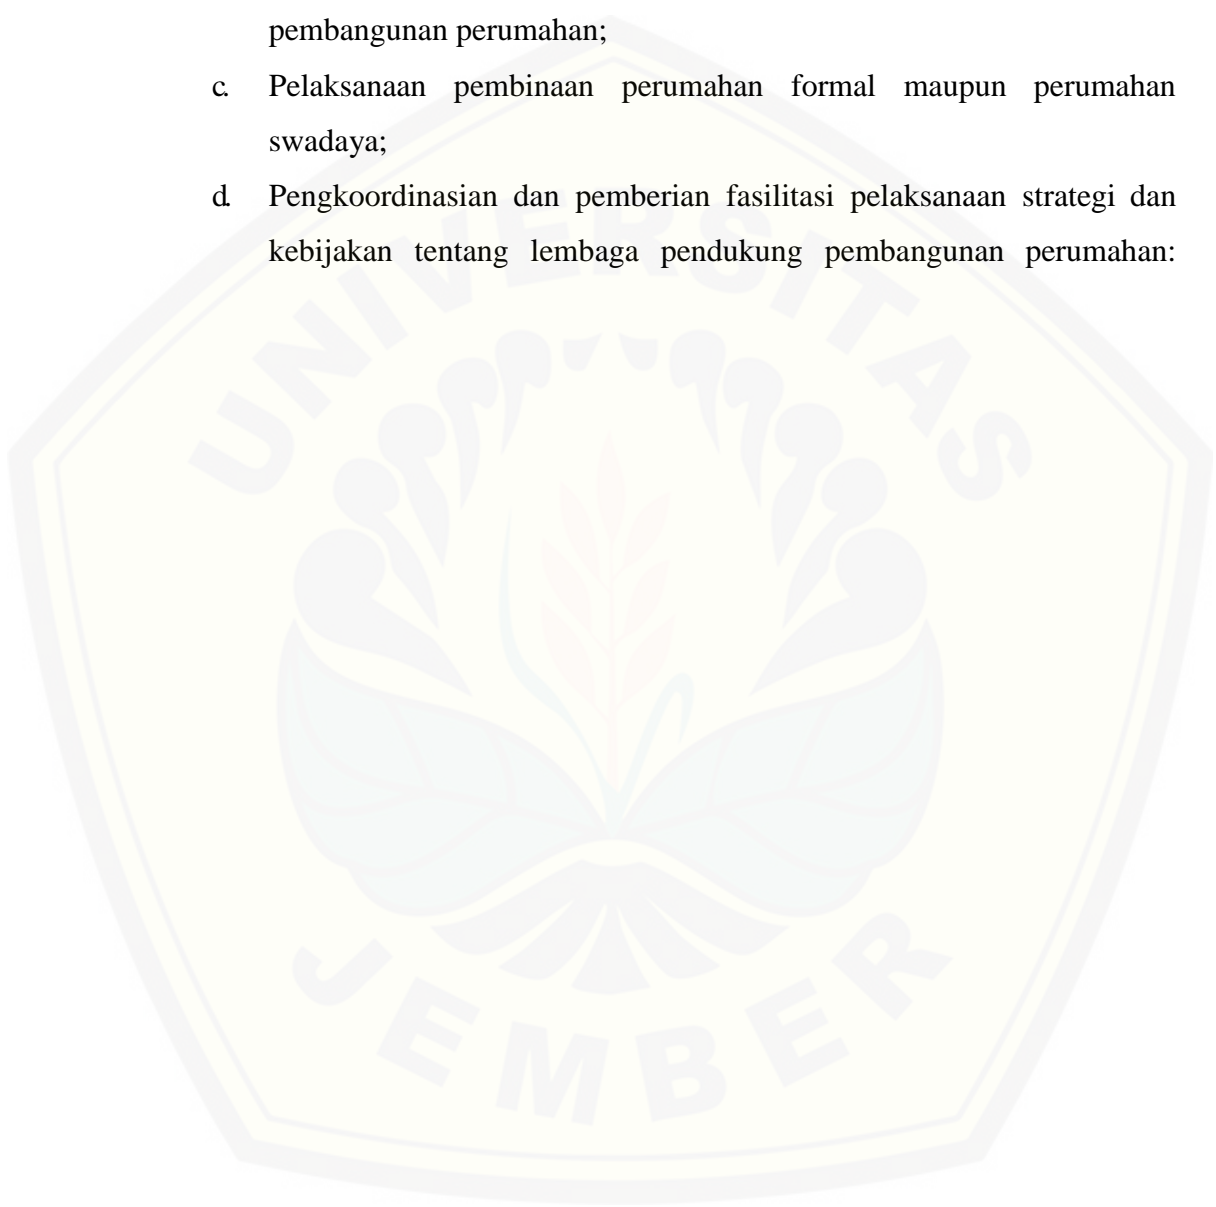 pembangunan perumahan;
c. Pelaksanaan pembinaan perumahan formal maupun perumahan
swadaya;
d. Pengkoordinasian dan pemberian fasilitasi pelaksanaan strategi dan
kebijakan tentang lembaga pendukung pembangunan perumahan:
UNIVERSITAS
JEMBER